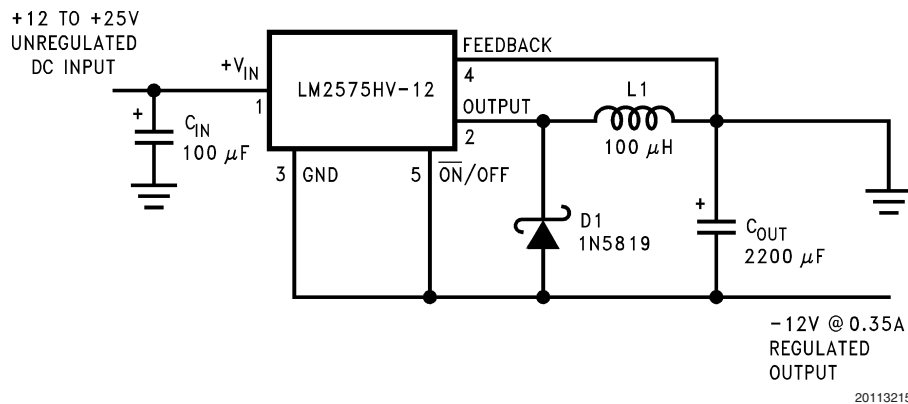 +12 TO +25V
UNREGULATED
DC INPUT
+VIN
1
LM2575HV-12
FEEDBACK
4
OUTPUT
2
L1
100 μH
+
CIN
100 μF
3 GND
5 ON/OFF
D1
1N5819
+
COUT
2200 μF
-12V @ 0.35A
REGULATED
OUTPUT
20113215